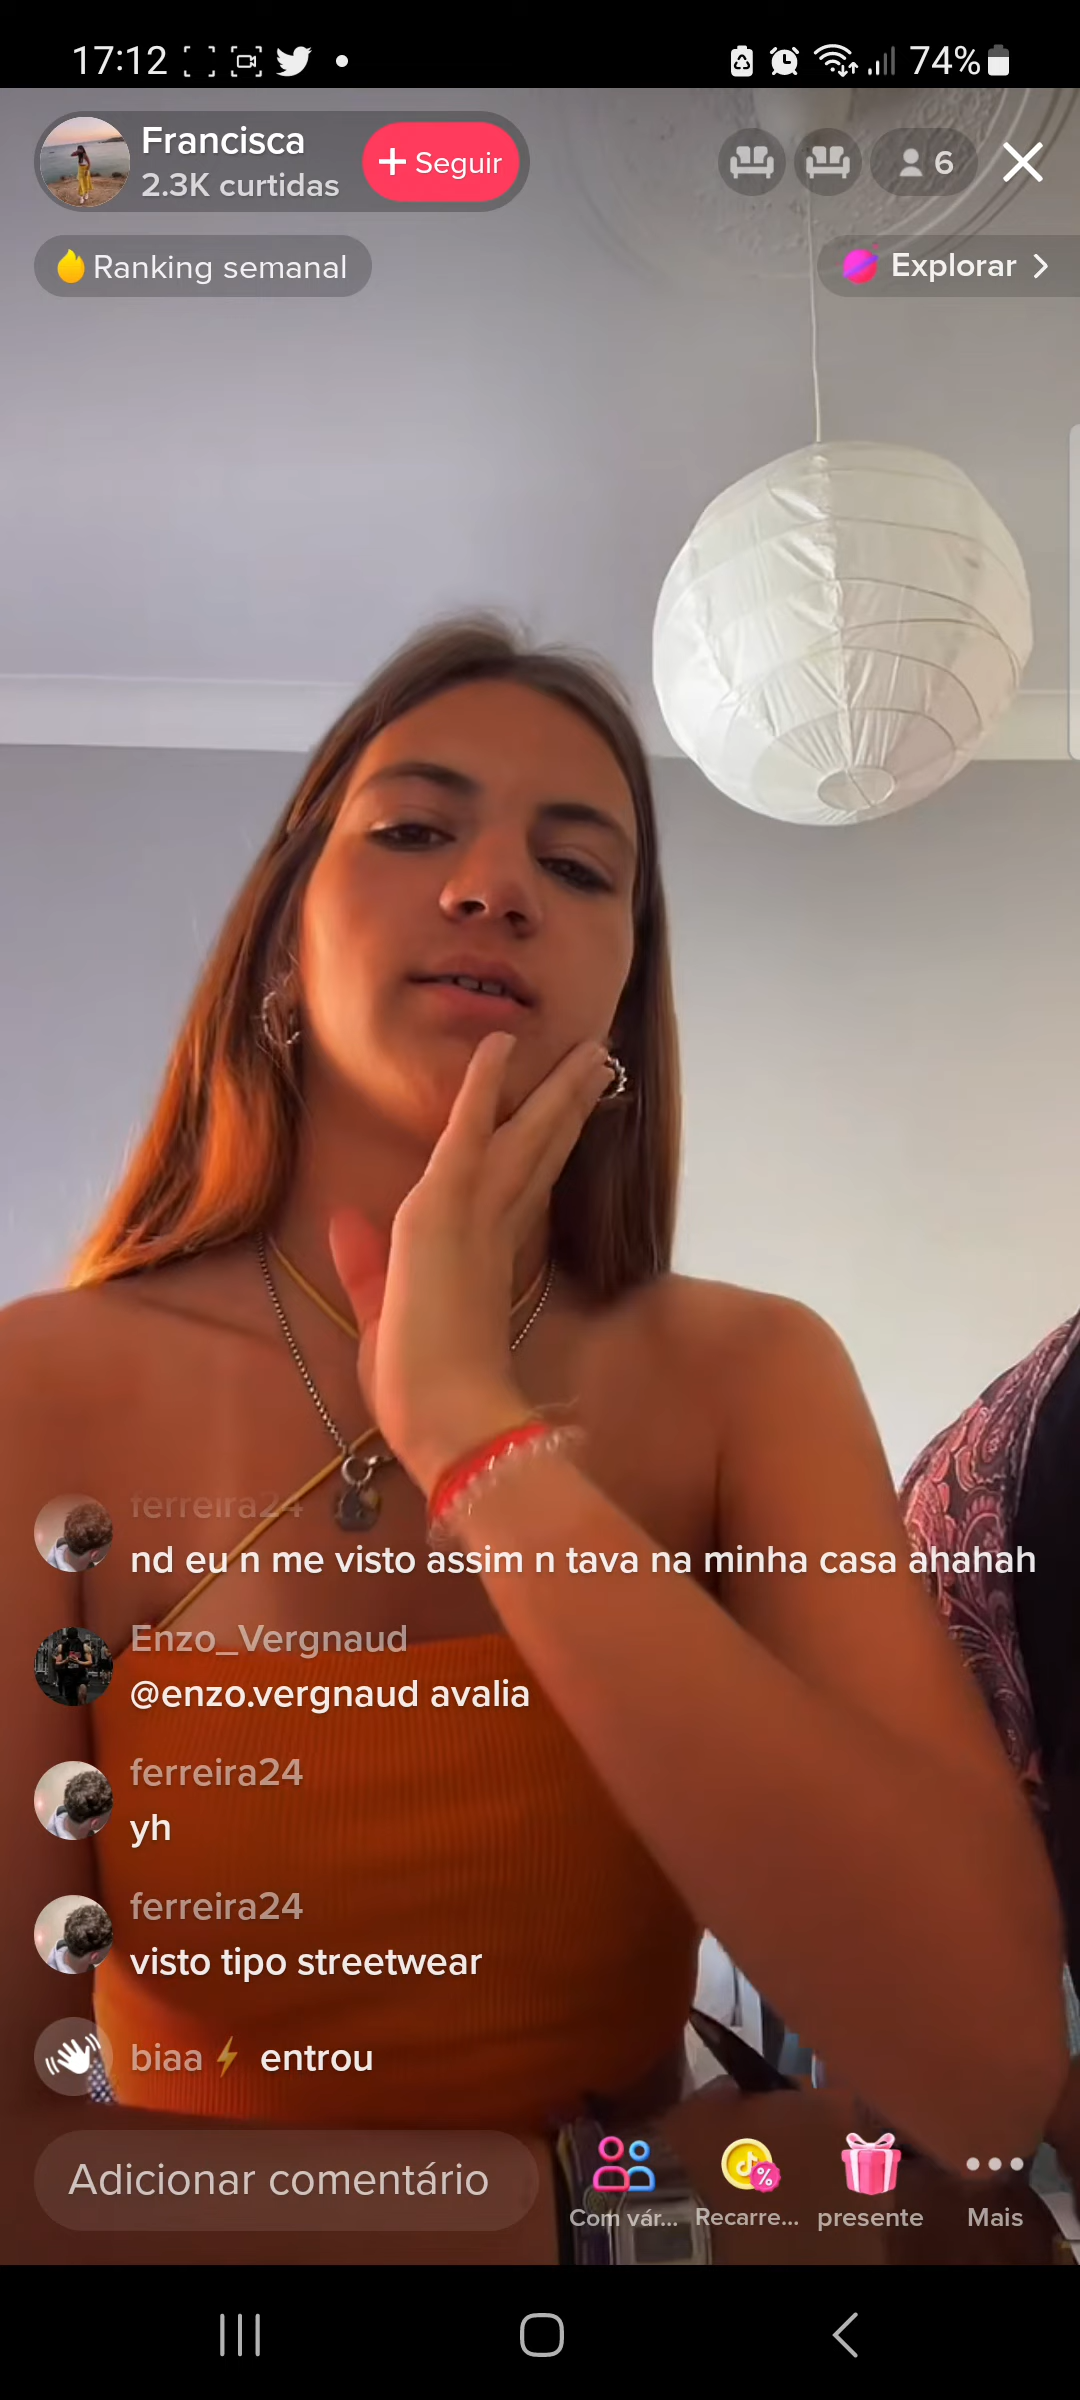 17:12
74%
Francisca
2.3K curtidas
+ Seguir
6
Ranking semanal
Explorar >
ferreira24
nd eu n me visto assim n tava na minha casa ahahah
Enzo_Vergnaud
@enzo.vergnaud avalia
ferreira24
yh
ferreira24
visto tipo streetwear
biaa⚡ entrou
Adicionar comentário
Com vár...
Recarre...
presente
Mais